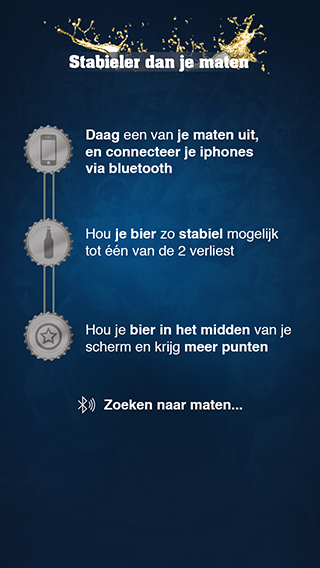 Stabieler dan je maten
Daag een van je maten uit,
en connecteer je iphones
via bluetooth
Hou je bier zo stabiel mogelijk
tot één van de 2 verliest
Hou je bier in het midden van je
scherm en krijg meer punten
Zoeken naar maten...